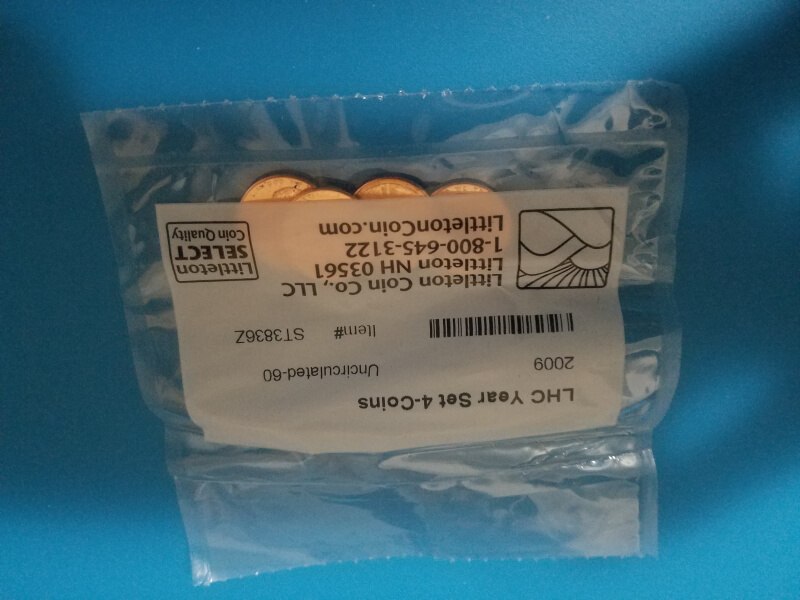 LHC Year Set 4-Coins
2009 Uncirculated-60
Item# ST3836Z
Littleton Coin Co., LLC
Littleton NH 03561
1-800-645-3122
LittletonCoin.com
Littleton
SELECT
Coin Quality